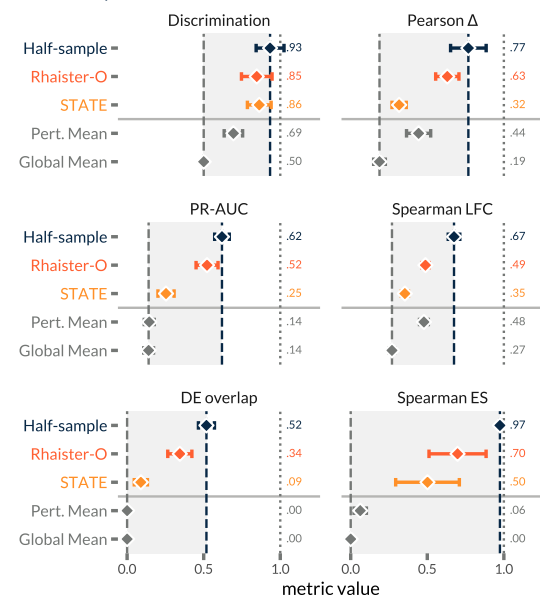 Discrimination Pearson Δ
Half-sample .93 .77
Rhaister-O .85 .63
STATE .86 .32
Pert. Mean .69 .44
Global Mean .50 .19
PR-AUC Spearman LFC
Half-sample .62 .67
Rhaister-O .52 .49
STATE .25 .35
Pert. Mean .14 .48
Global Mean .14 .27
DE overlap Spearman ES
Half-sample .52 .97
Rhaister-O .34 .70
STATE .09 .50
Pert. Mean .00 .06
Global Mean .00 .00
0.0 0.5 1.0 0.0 0.5 1.0
metric value